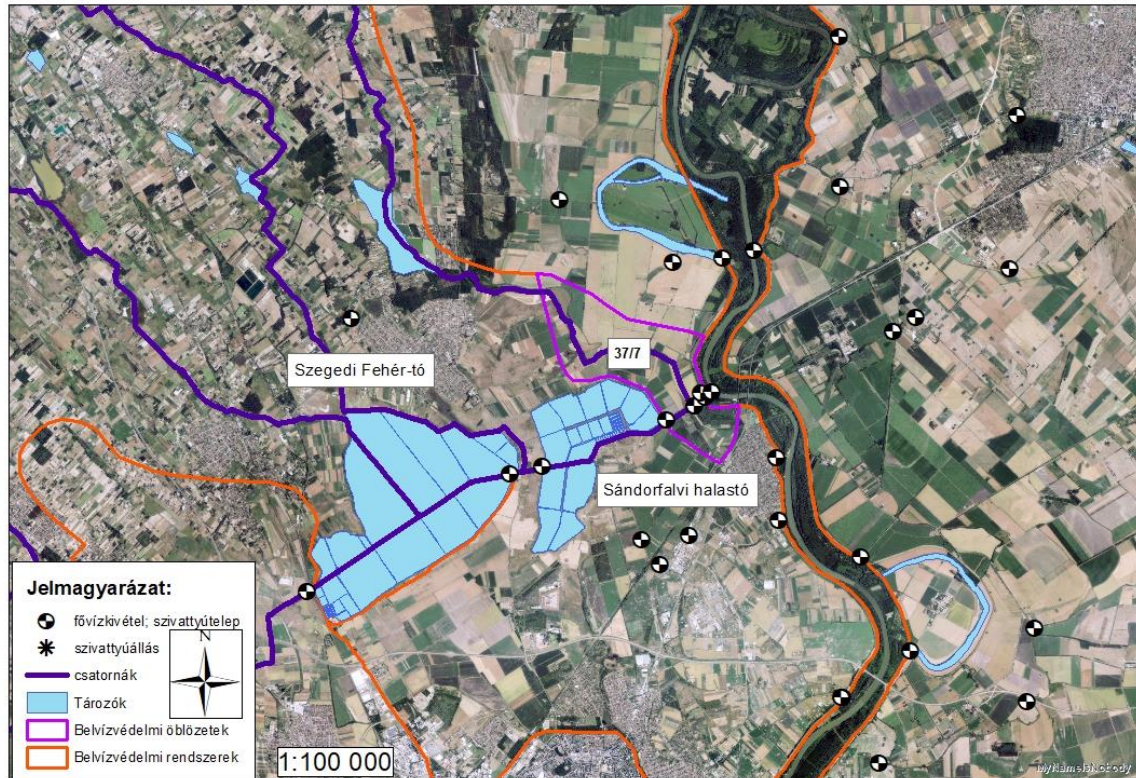 37/7
Szegedi Fehér-tó
Sándorfalvi halastó
Jelmagyarázat:
fővízkivétel; szivattyútelep
szivattyúállás
N
csatornák
Tározók
Belvízvédelmi öblözetek
Belvízvédelmi rendszerek
1:100 000